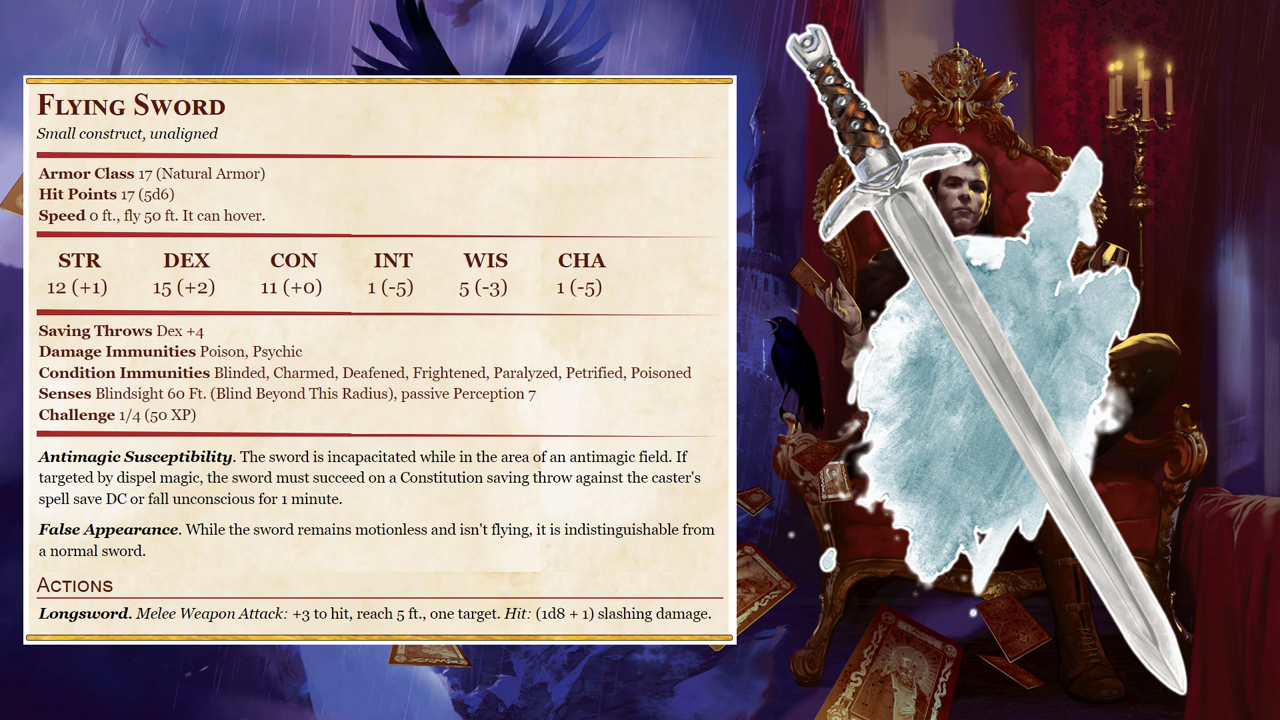 Flying Sword
Small construct, unaligned
Armor Class 17 (Natural Armor)
Hit Points 17 (5d6)
Speed 0 ft., fly 50 ft. It can hover.
STR DEX CON INT WIS CHA
12 (+1) 15 (+2) 11 (+0) 1 (-5) 5 (-3) 1 (-5)
Saving Throws Dex +4
Damage Immunities Poison, Psychic
Condition Immunities Blinded, Charmed, Deafened, Frightened, Paralyzed, Petrified, Poisoned
Senses Blindsight 60 Ft. (Blind Beyond This Radius), passive Perception 7
Challenge 1/4 (50 XP)
Antimagic Susceptibility. The sword is incapacitated while in the area of an antimagic field. If
targeted by dispel magic, the sword must succeed on a Constitution saving throw against the caster's
spell save DC or fall unconscious for 1 minute.
False Appearance. While the sword remains motionless and isn't flying, it is indistinguishable from
a normal sword.
Actions
Longsword. Melee Weapon Attack: +3 to hit, reach 5 ft., one target. Hit: (1d8 + 1) slashing damage.